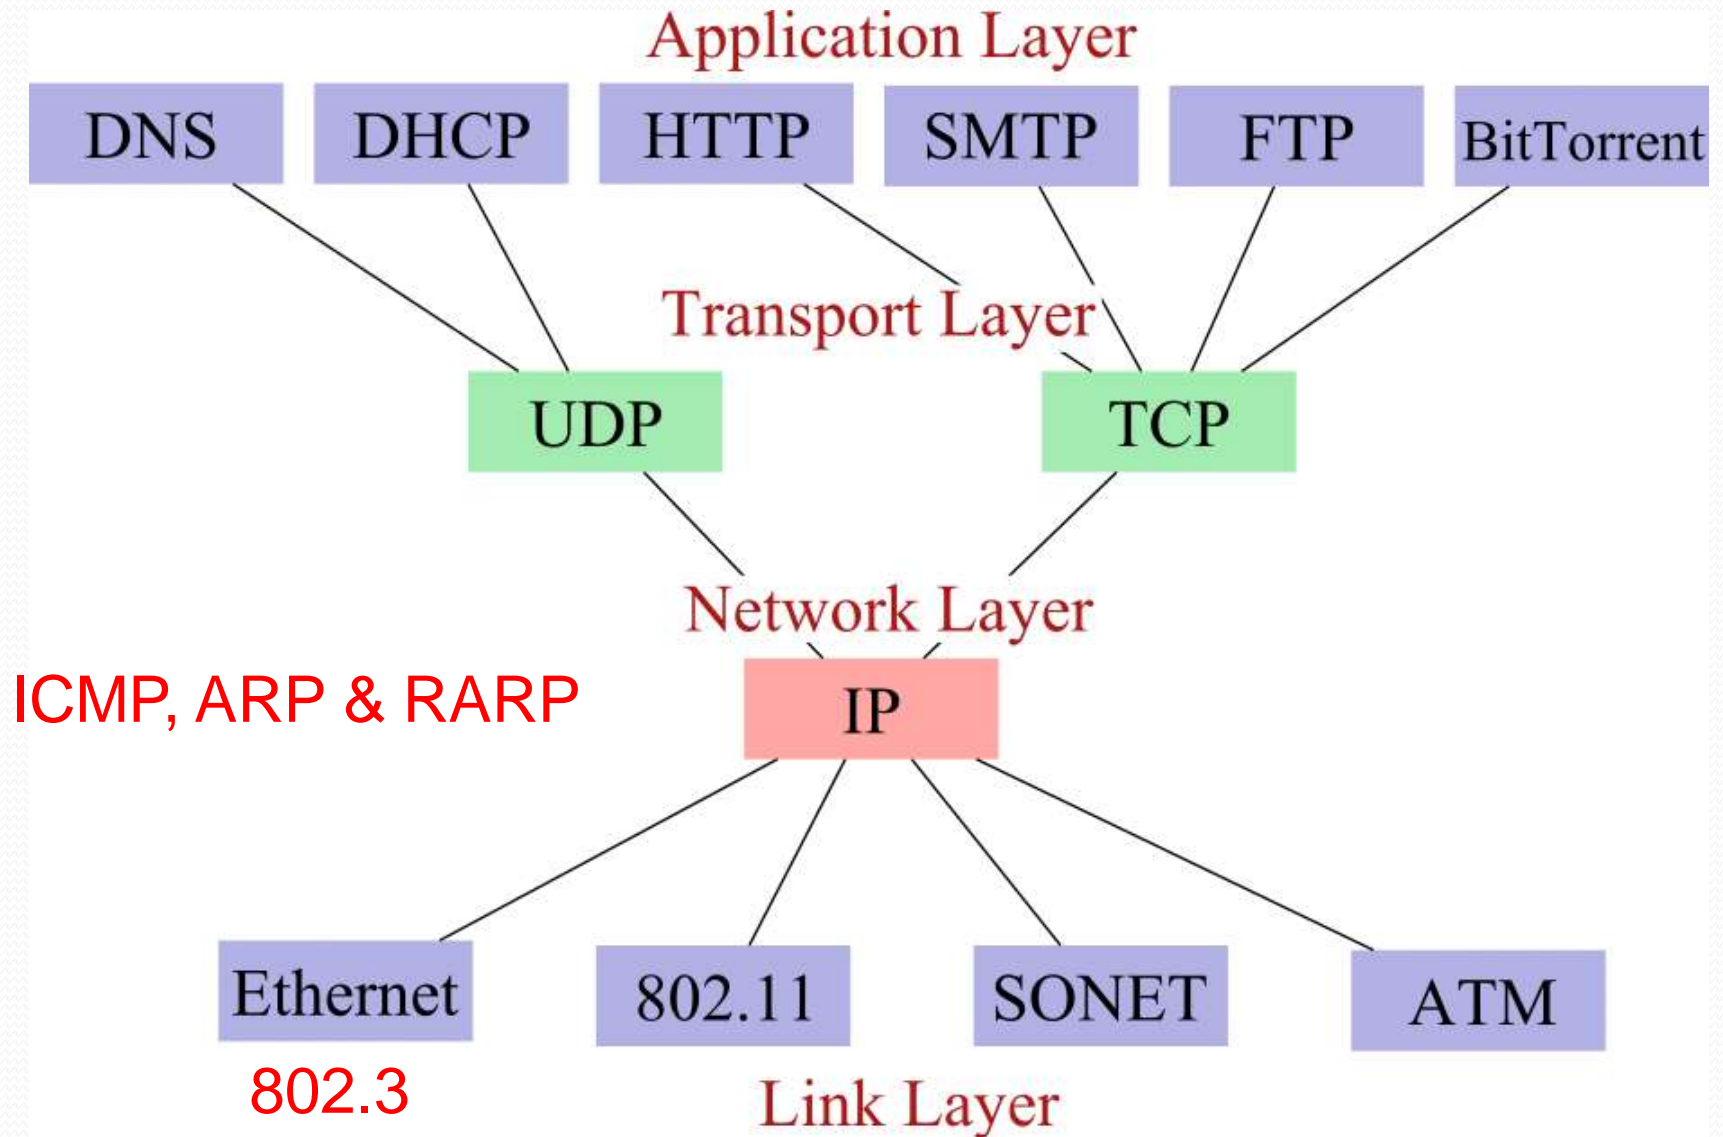 Application Layer
DNS DHCP HTTP SMTP FTP BitTorrent
Transport Layer
UDP TCP
Network Layer
ICMP, ARP & RARP IP
Ethernet 802.11 SONET ATM
802.3 Link Layer